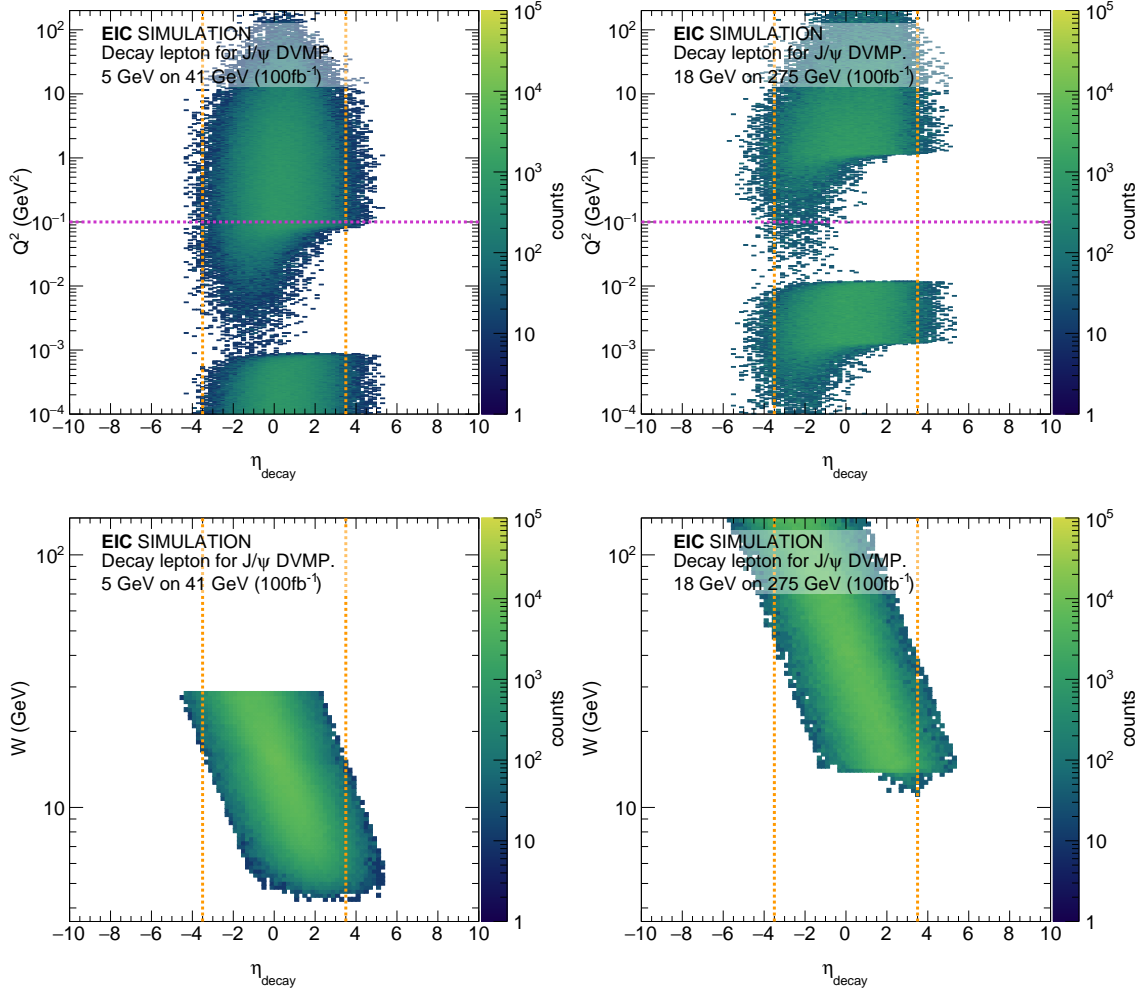 EIC SIMULATION
Decay lepton for J/ψ DVMP.
5 GeV on 41 GeV (100fb⁻¹)
Q² (GeV²)
10²
10
1
10⁻¹
10⁻²
10⁻³
10⁻⁴
−10 −8 −6 −4 −2 0 2 4 6 8 10
η_decay
10⁵
10⁴
10³
10²
10
1
counts
EIC SIMULATION
Decay lepton for J/ψ DVMP.
18 GeV on 275 GeV (100fb⁻¹)
Q² (GeV²)
10²
10
1
10⁻¹
10⁻²
10⁻³
10⁻⁴
−10 −8 −6 −4 −2 0 2 4 6 8 10
η_decay
10⁵
10⁴
10³
10²
10
1
counts
EIC SIMULATION
Decay lepton for J/ψ DVMP.
5 GeV on 41 GeV (100fb⁻¹)
W (GeV)
10²
10
−10 −8 −6 −4 −2 0 2 4 6 8 10
η_decay
10⁵
10⁴
10³
10²
10
1
counts
EIC SIMULATION
Decay lepton for J/ψ DVMP.
18 GeV on 275 GeV (100fb⁻¹)
W (GeV)
10²
10
−10 −8 −6 −4 −2 0 2 4 6 8 10
η_decay
10⁵
10⁴
10³
10²
10
1
counts